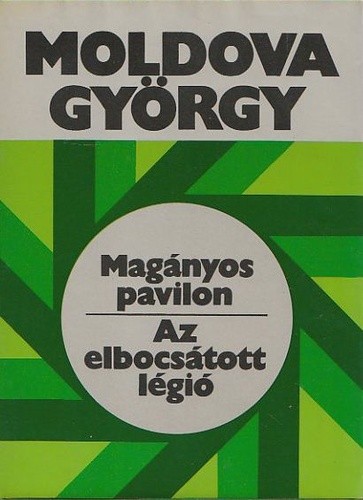 MOLDOVA
GYÖRGY
Magányos
pavilon
Az
elbocsátott
légió